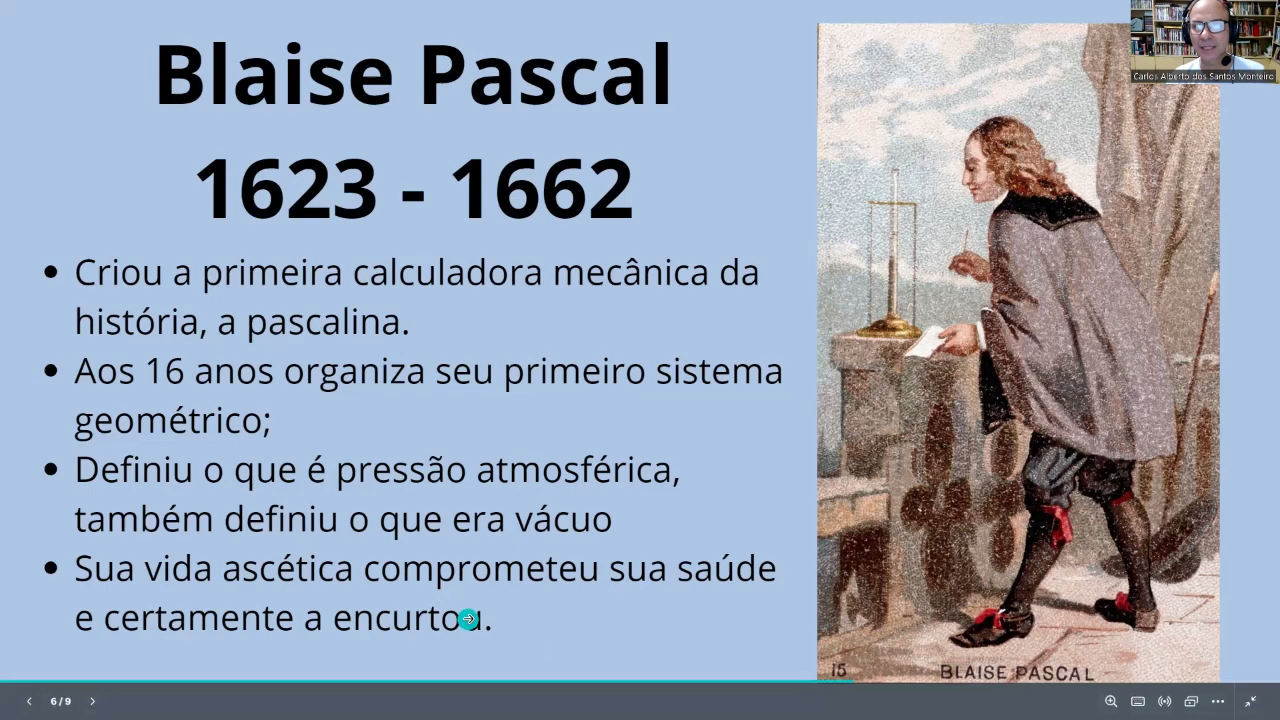 Blaise Pascal
1623 - 1662
Criou a primeira calculadora mecânica da
história, a pascalina.
Aos 16 anos organiza seu primeiro sistema
geométrico;
Definiu o que é pressão atmosférica,
também definiu o que era vácuo
Sua vida ascética comprometeu sua saúde
e certamente a encurtou.
Carlos Alberto dos Santos Monteiro
15
BLAISE PASCAL
6/9